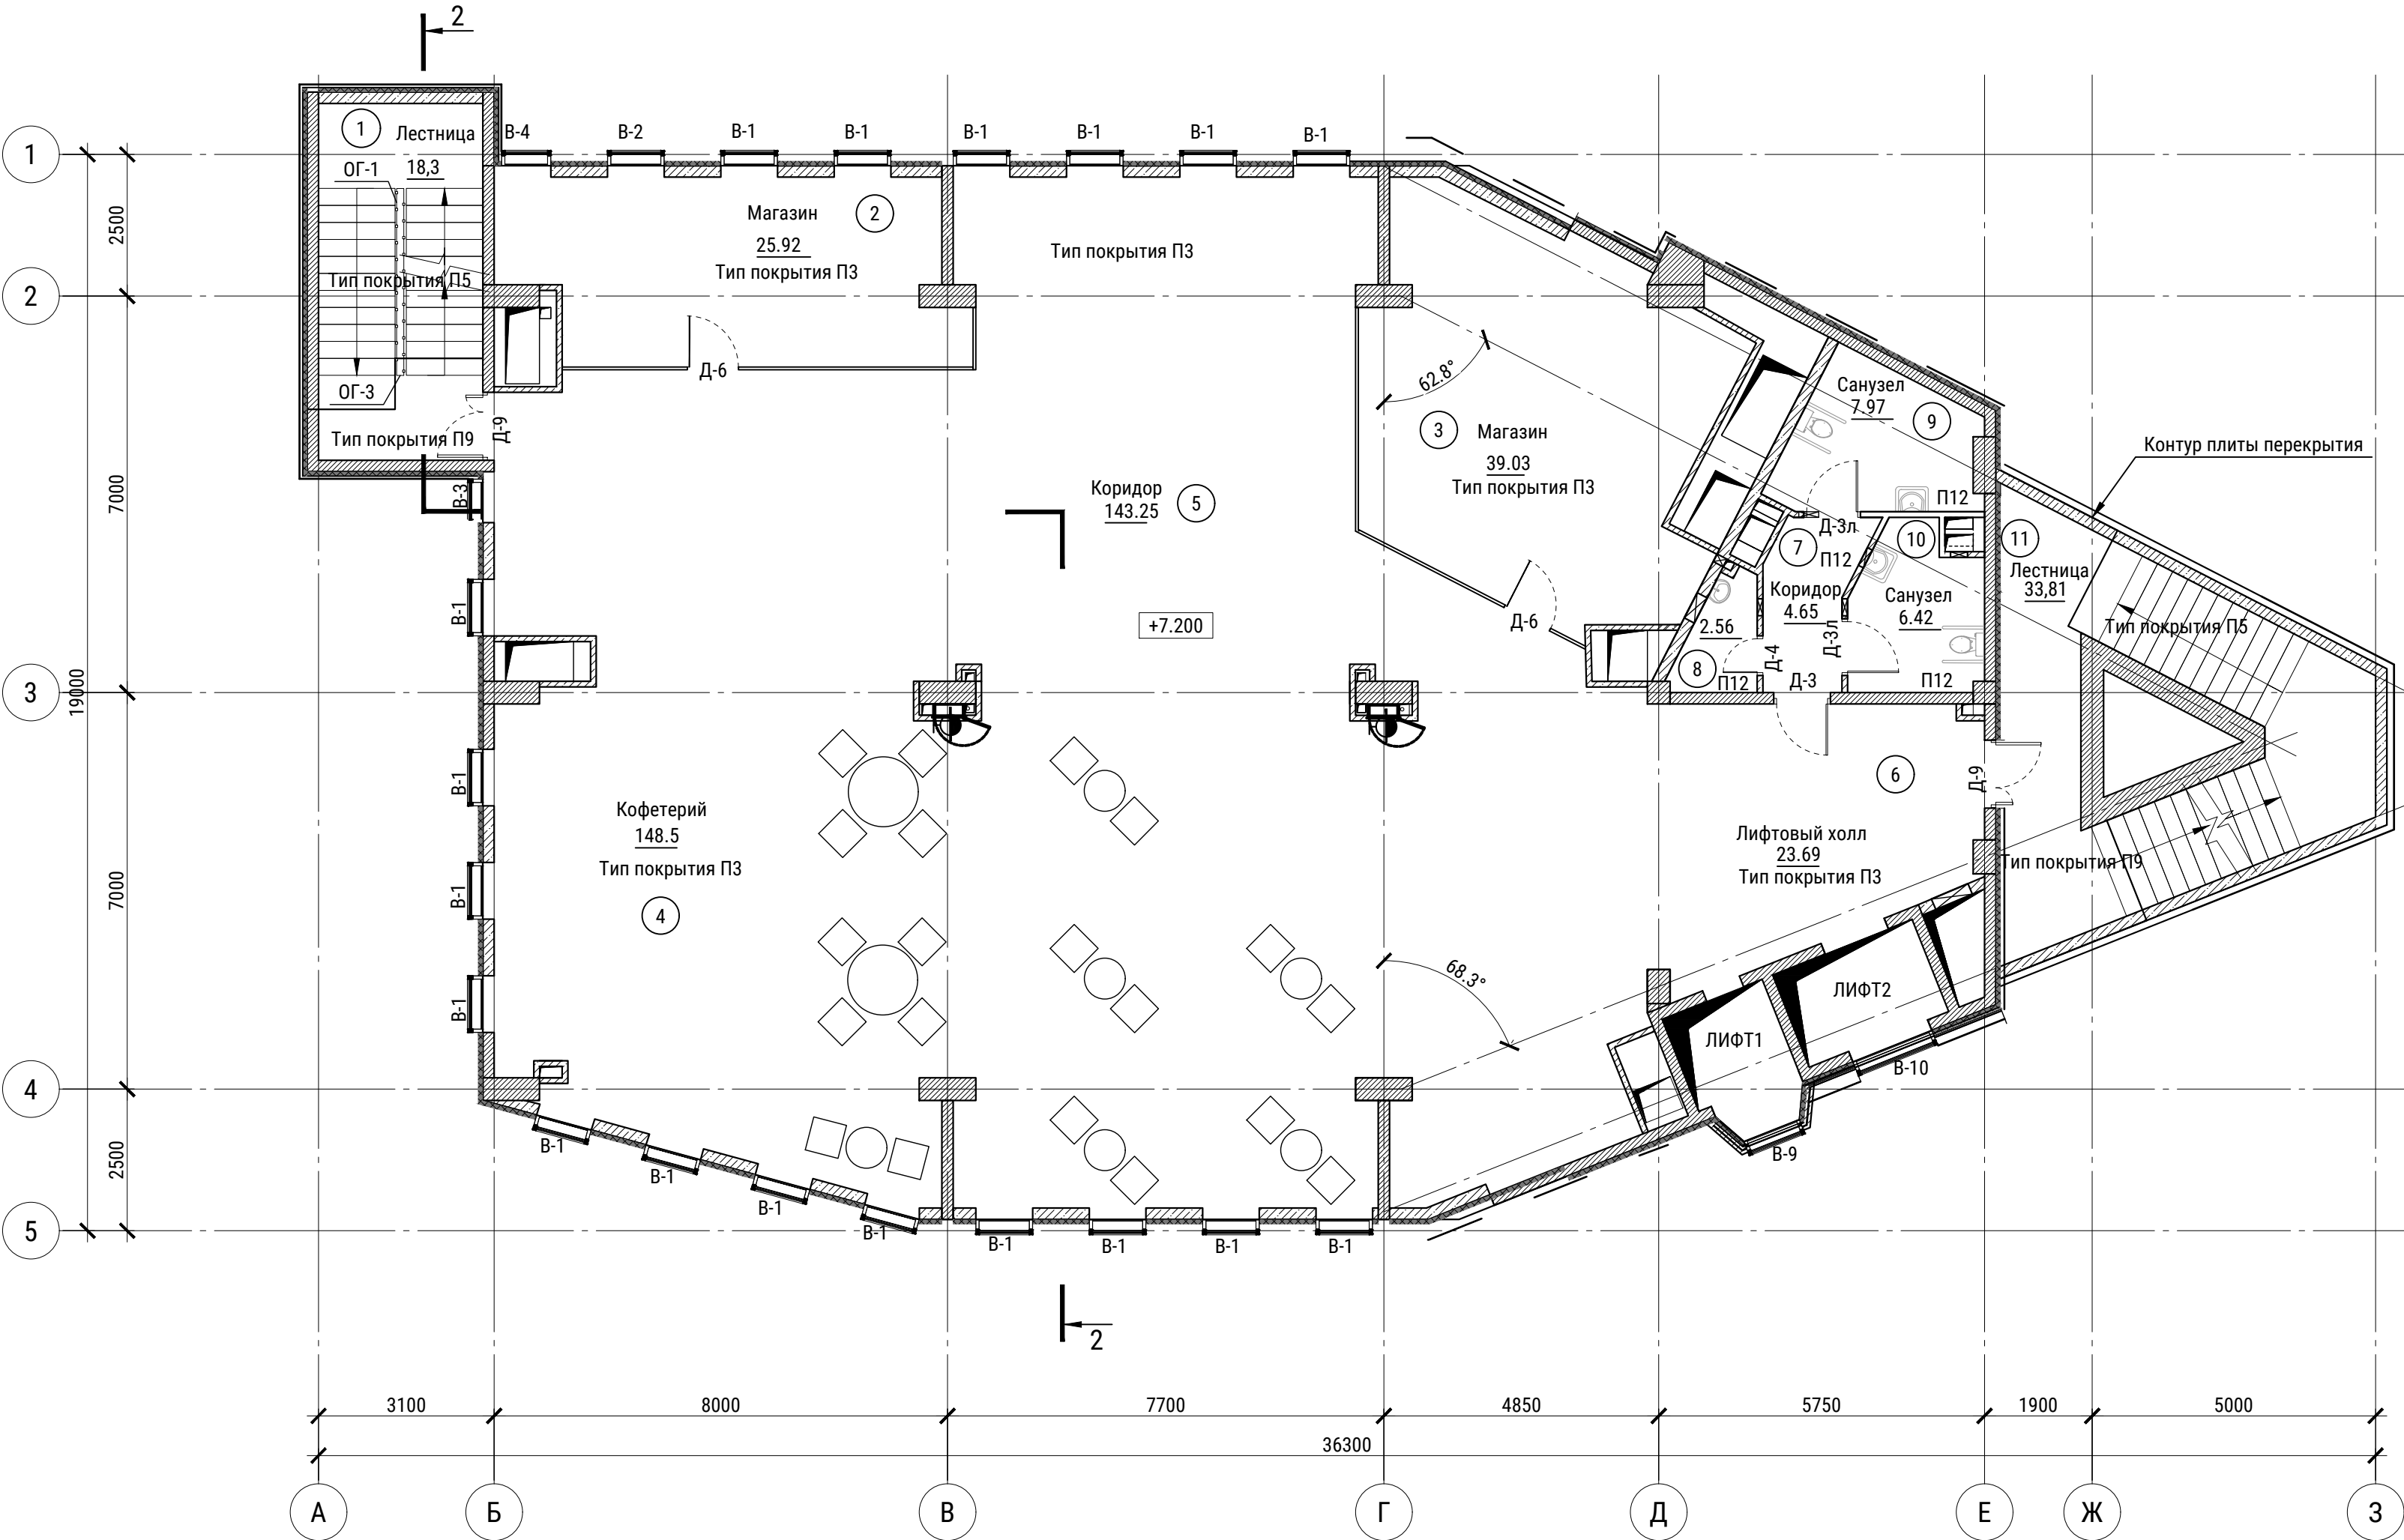 2
В-4
В-2
В-1
В-1
В-1
В-1
В-1
В-1
1
1
Лестница
ОГ-1
18,3
Магазин
2
25.92
Тип покрытия П3
Тип покрытия П3
2500
2
Тип покрытия П5
Д-6
62.8°
ОГ-3
Санузел
7.97
9
Д-9
Тип покрытия П9
3
Магазин
39.03
Тип покрытия П3
Контур плиты перекрытия
7000
В-3
Коридор
143.25
5
П12
Д-3л
7
10
11
П12
Лестница
33,81
Коридор
4.65
Санузел
6.42
В-1
+7.200
Д-6
2.56
Д-3л
Тип покрытия П5
8
Д-4
П12
Д-3
П12
3
19000
6
Д-9
В-1
Кофетерий
148.5
Тип покрытия П3
4
Лифтовый холл
23.69
Тип покрытия П3
Тип покрытия П9
7000
В-1
68.3°
ЛИФТ2
В-1
ЛИФТ1
В-10
4
В-1
В-9
2500
В-1
В-1
В-1
В-1
В-1
В-1
В-1
5
2
3100
8000
7700
4850
5750
1900
5000
36300
А
Б
В
Г
Д
Е
Ж
З